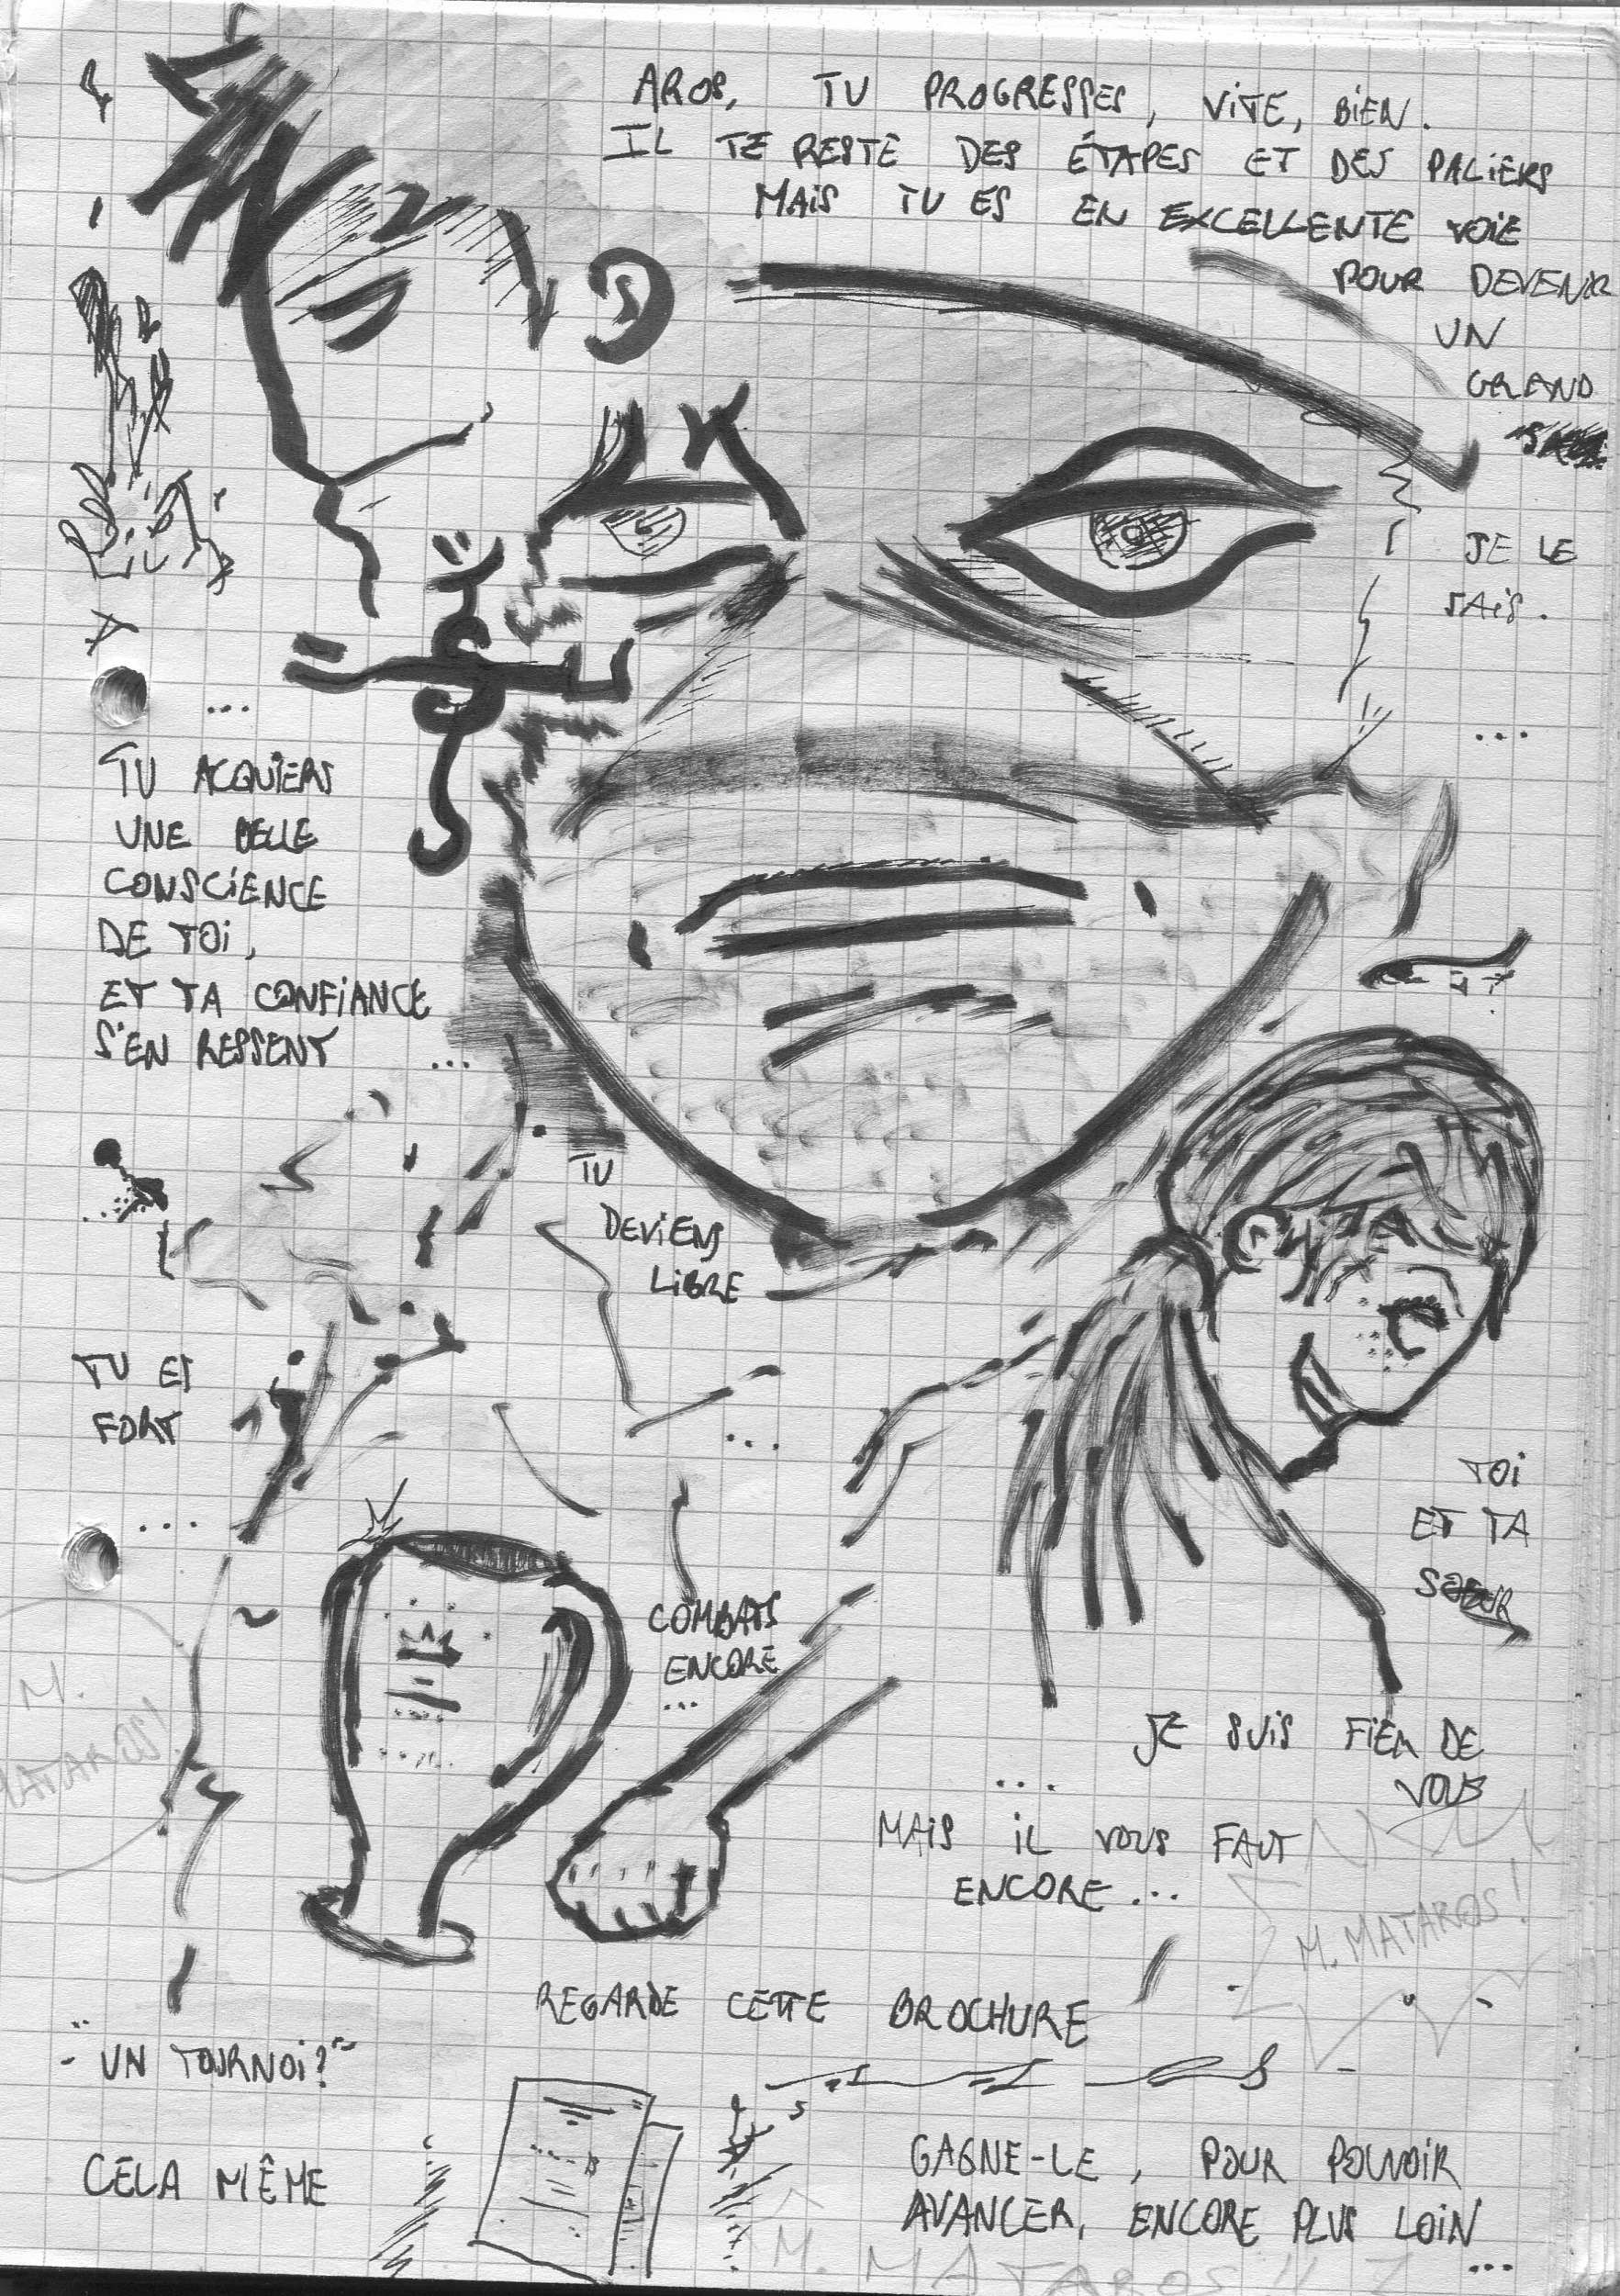 AROS, TU PROGRESSES, VITE, BIEN.
IL TE RESTE DES ÉTAPES ET DES PALIERS
MAIS TU ES EN EXCELLENTE VOIE
POUR DEVENIR
UN
GRAND
JE LE
SAIS.
...
...
TU ACQUIERS
UNE BELLE
CONSCIENCE
DE TOI,
ET TA CONFIANCE
S'EN RESSENT
...
TU
DEVIENS
LIBRE
...
TU ES
FORT
...
TOI
ET TA
SOEUR
COMBATS
ENCORE
...
JE SUIS FIER DE
VOUS
...
MAIS IL VOUS FAUT
ENCORE...
M.
MATAROS!
M. MATAROS!
REGARDE CETTE BROCHURE
- "UN TOURNOI?"
CELA MÊME
GAGNE-LE, POUR POUVOIR
AVANCER, ENCORE PLUS LOIN
...
M. MATAROS